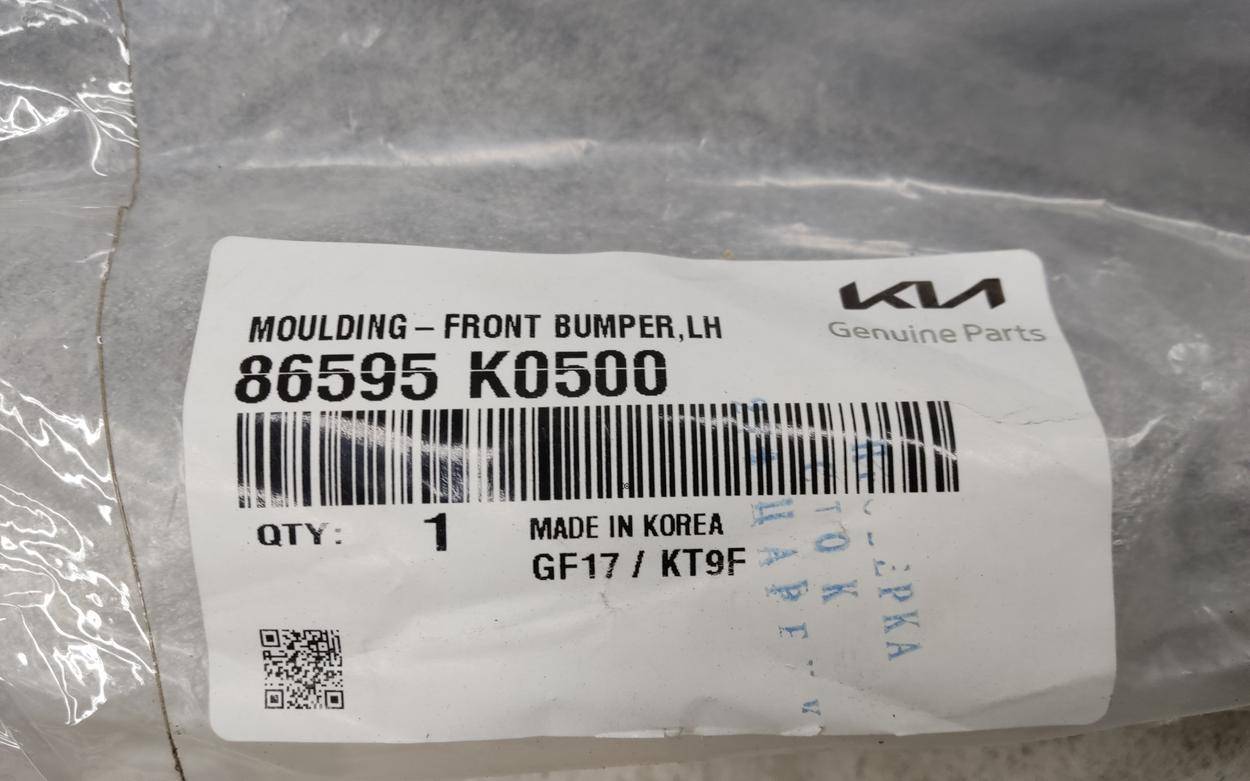 KIA
Genuine Parts
MOULDING – FRONT BUMPER,LH
86595 K0500
QTY: 1
MADE IN KOREA
GF17 / KT9F